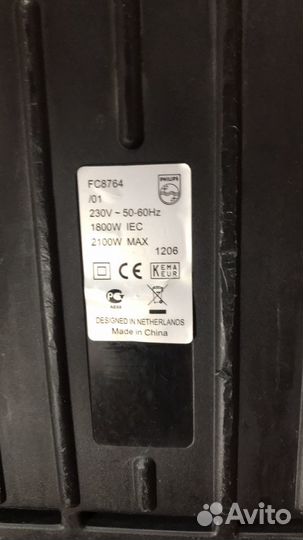 PHILIPS
FC8764
/01
230V ~ 50-60Hz
1800W IEC
2100W MAX
1206
CE
KEMA
KEUR
PC
DESIGNED IN NETHERLANDS
Made in China
Avito